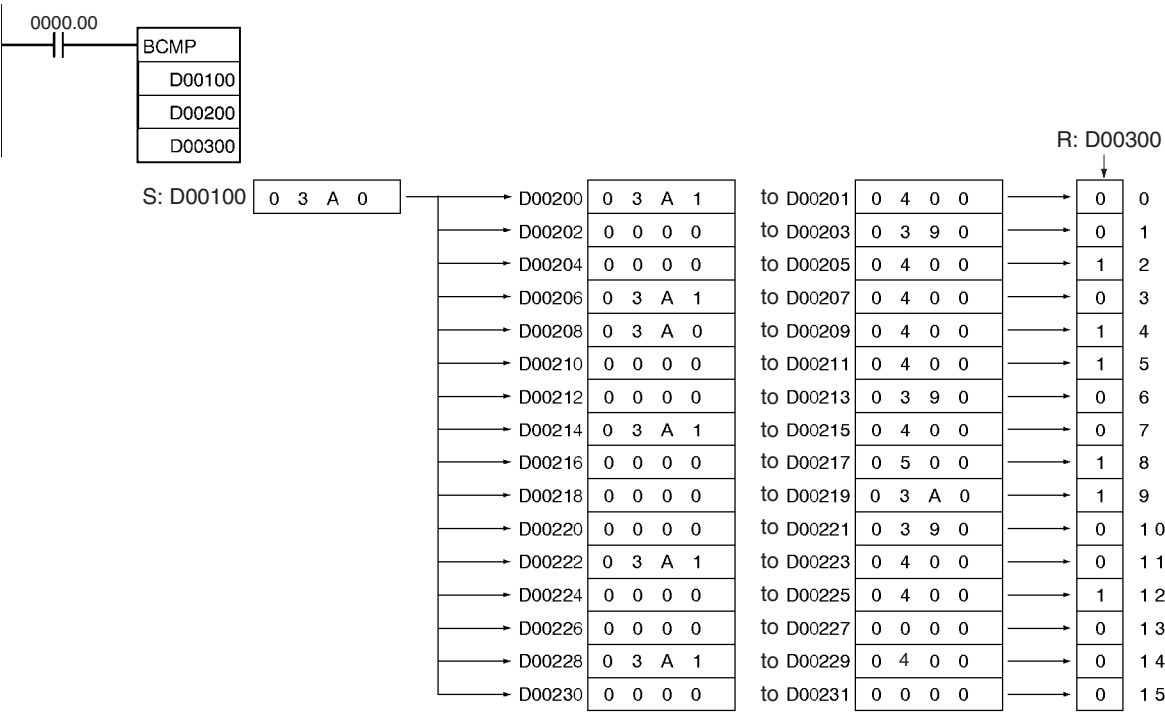 0000.00
BCMP
D00100
D00200
D00300
R: D00300
S: D00100 0 3 A 0
D00200 0 3 A 1 to D00201 0 4 0 0 0 0
D00202 0 0 0 0 to D00203 0 3 9 0 0 1
D00204 0 0 0 0 to D00205 0 4 0 0 1 2
D00206 0 3 A 1 to D00207 0 4 0 0 0 3
D00208 0 3 A 0 to D00209 0 4 0 0 1 4
D00210 0 0 0 0 to D00211 0 4 0 0 1 5
D00212 0 0 0 0 to D00213 0 3 9 0 0 6
D00214 0 3 A 1 to D00215 0 4 0 0 0 7
D00216 0 0 0 0 to D00217 0 5 0 0 1 8
D00218 0 0 0 0 to D00219 0 3 A 0 1 9
D00220 0 0 0 0 to D00221 0 3 9 0 0 10
D00222 0 3 A 1 to D00223 0 4 0 0 0 11
D00224 0 0 0 0 to D00225 0 4 0 0 1 12
D00226 0 0 0 0 to D00227 0 0 0 0 0 13
D00228 0 3 A 1 to D00229 0 4 0 0 0 14
D00230 0 0 0 0 to D00231 0 0 0 0 0 15